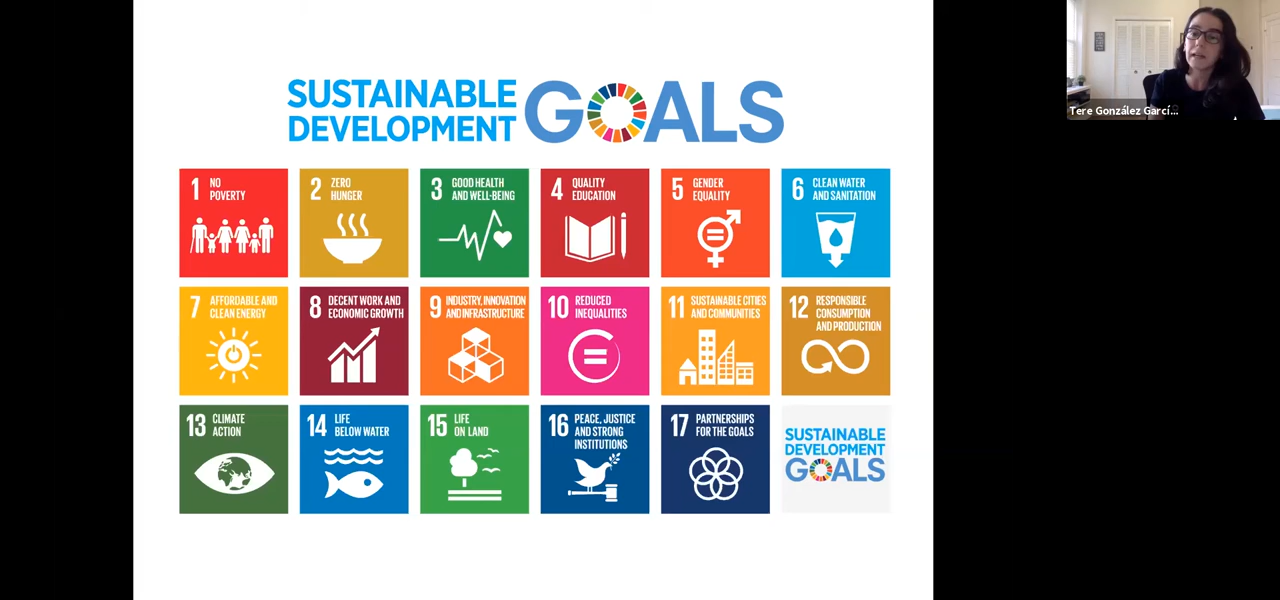 SUSTAINABLE
DEVELOPMENT
GOALS
1 NO
POVERTY
2 ZERO
HUNGER
3 GOOD HEALTH
AND WELL-BEING
4 QUALITY
EDUCATION
5 GENDER
EQUALITY
6 CLEAN WATER
AND SANITATION
7 AFFORDABLE AND
CLEAN ENERGY
8 DECENT WORK AND
ECONOMIC GROWTH
9 INDUSTRY, INNOVATION
AND INFRASTRUCTURE
10 REDUCED
INEQUALITIES
11 SUSTAINABLE CITIES
AND COMMUNITIES
12 RESPONSIBLE
CONSUMPTION
AND PRODUCTION
13 CLIMATE
ACTION
14 LIFE
BELOW WATER
15 LIFE
ON LAND
16 PEACE, JUSTICE
AND STRONG
INSTITUTIONS
17 PARTNERSHIPS
FOR THE GOALS
SUSTAINABLE
DEVELOPMENT
GOALS
Tere González Garcí...